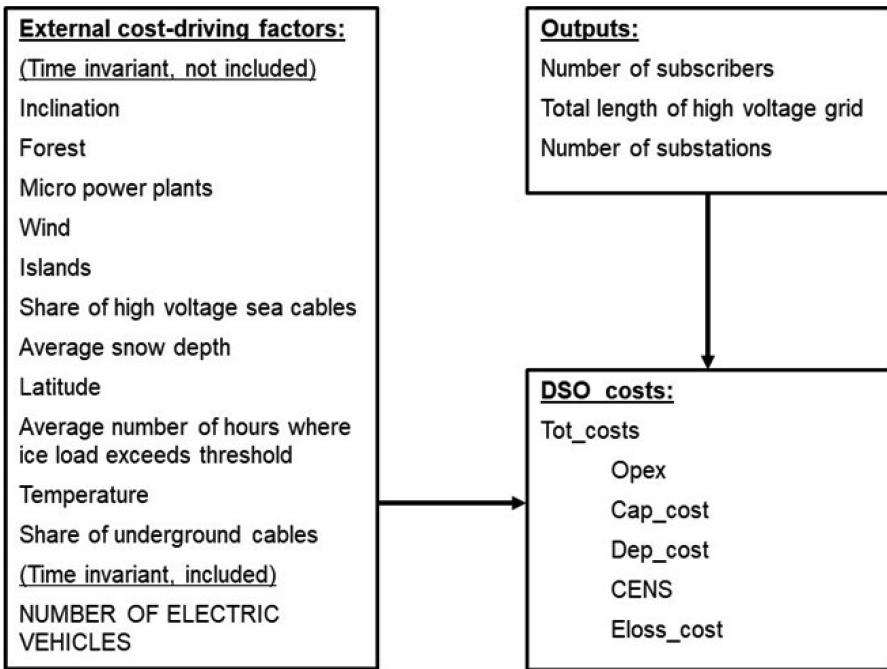 External cost-driving factors:
(Time invariant, not included)
Inclination
Forest
Micro power plants
Wind
Islands
Share of high voltage sea cables
Average snow depth
Latitude
Average number of hours where
ice load exceeds threshold
Temperature
Share of underground cables
(Time invariant, included)
NUMBER OF ELECTRIC
VEHICLES
Outputs:
Number of subscribers
Total length of high voltage grid
Number of substations
DSO costs:
Tot_costs
Opex
Cap_cost
Dep_cost
CENS
Eloss_cost